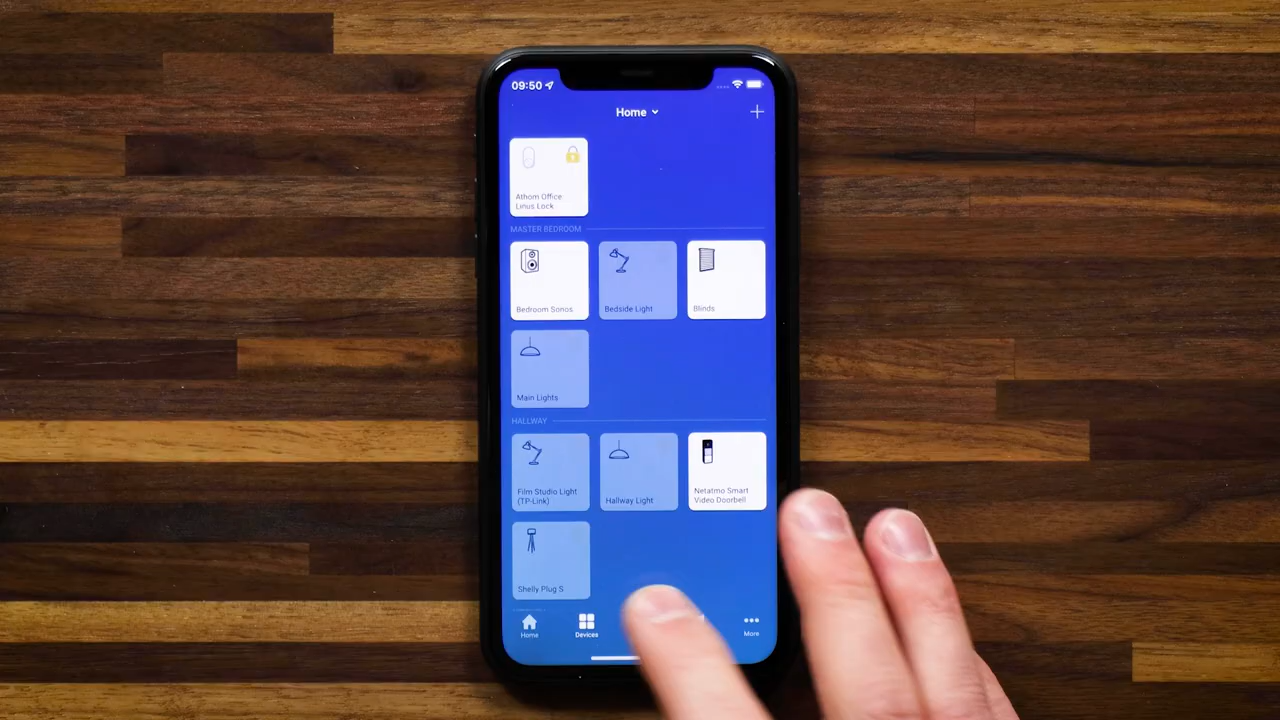 09:50
Home
Athom Office
Linus Lock
MASTER BEDROOM
Bedroom Sonos
Bedside Light
Blinds
Main Lights
HALLWAY
Film Studio Light
(TP-Link)
Hallway Light
Netatmo Smart
Video Doorbell
Shelly Plug S
Home
Devices
More